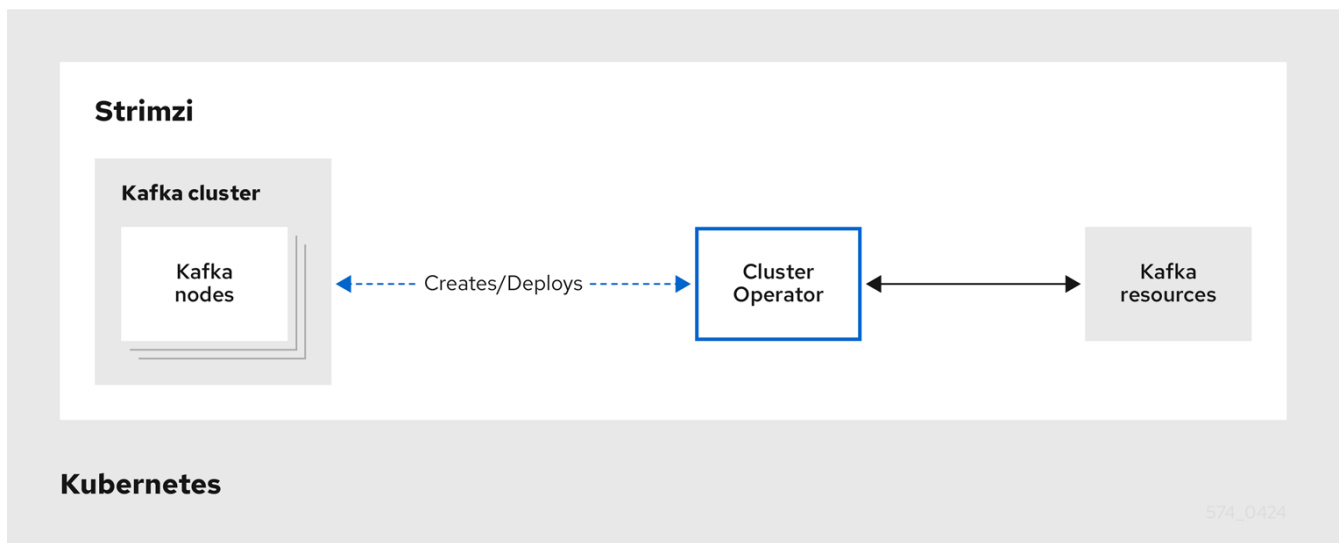 Strimzi
Kafka cluster
Kafka
nodes
Creates/Deploys
Cluster
Operator
Kafka
resources
Kubernetes
574_0424